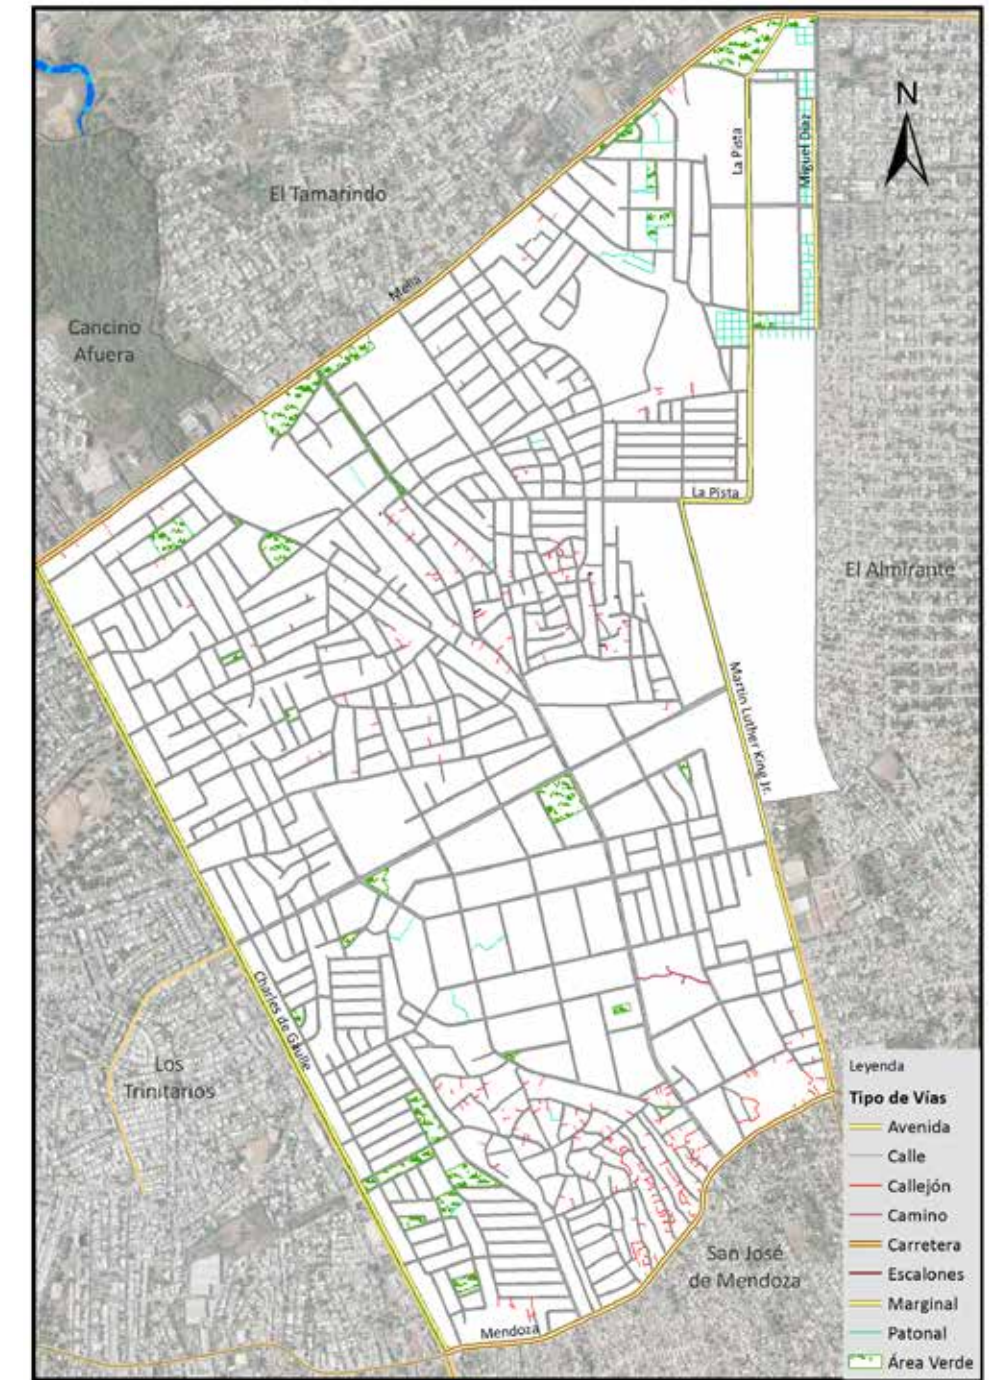 N
La Pista
Miguel Díaz
El Tamarindo
Mella
Cancino
Afuera
La Pista
El Almirante
Martin Luther King Jr.
Charles de Gaulle
Los
Trinitarios
San José
de Mendoza
Mendoza
Leyenda
Tipo de Vías
Avenida
Calle
Callejón
Camino
Carretera
Escalones
Marginal
Patonal
Área Verde